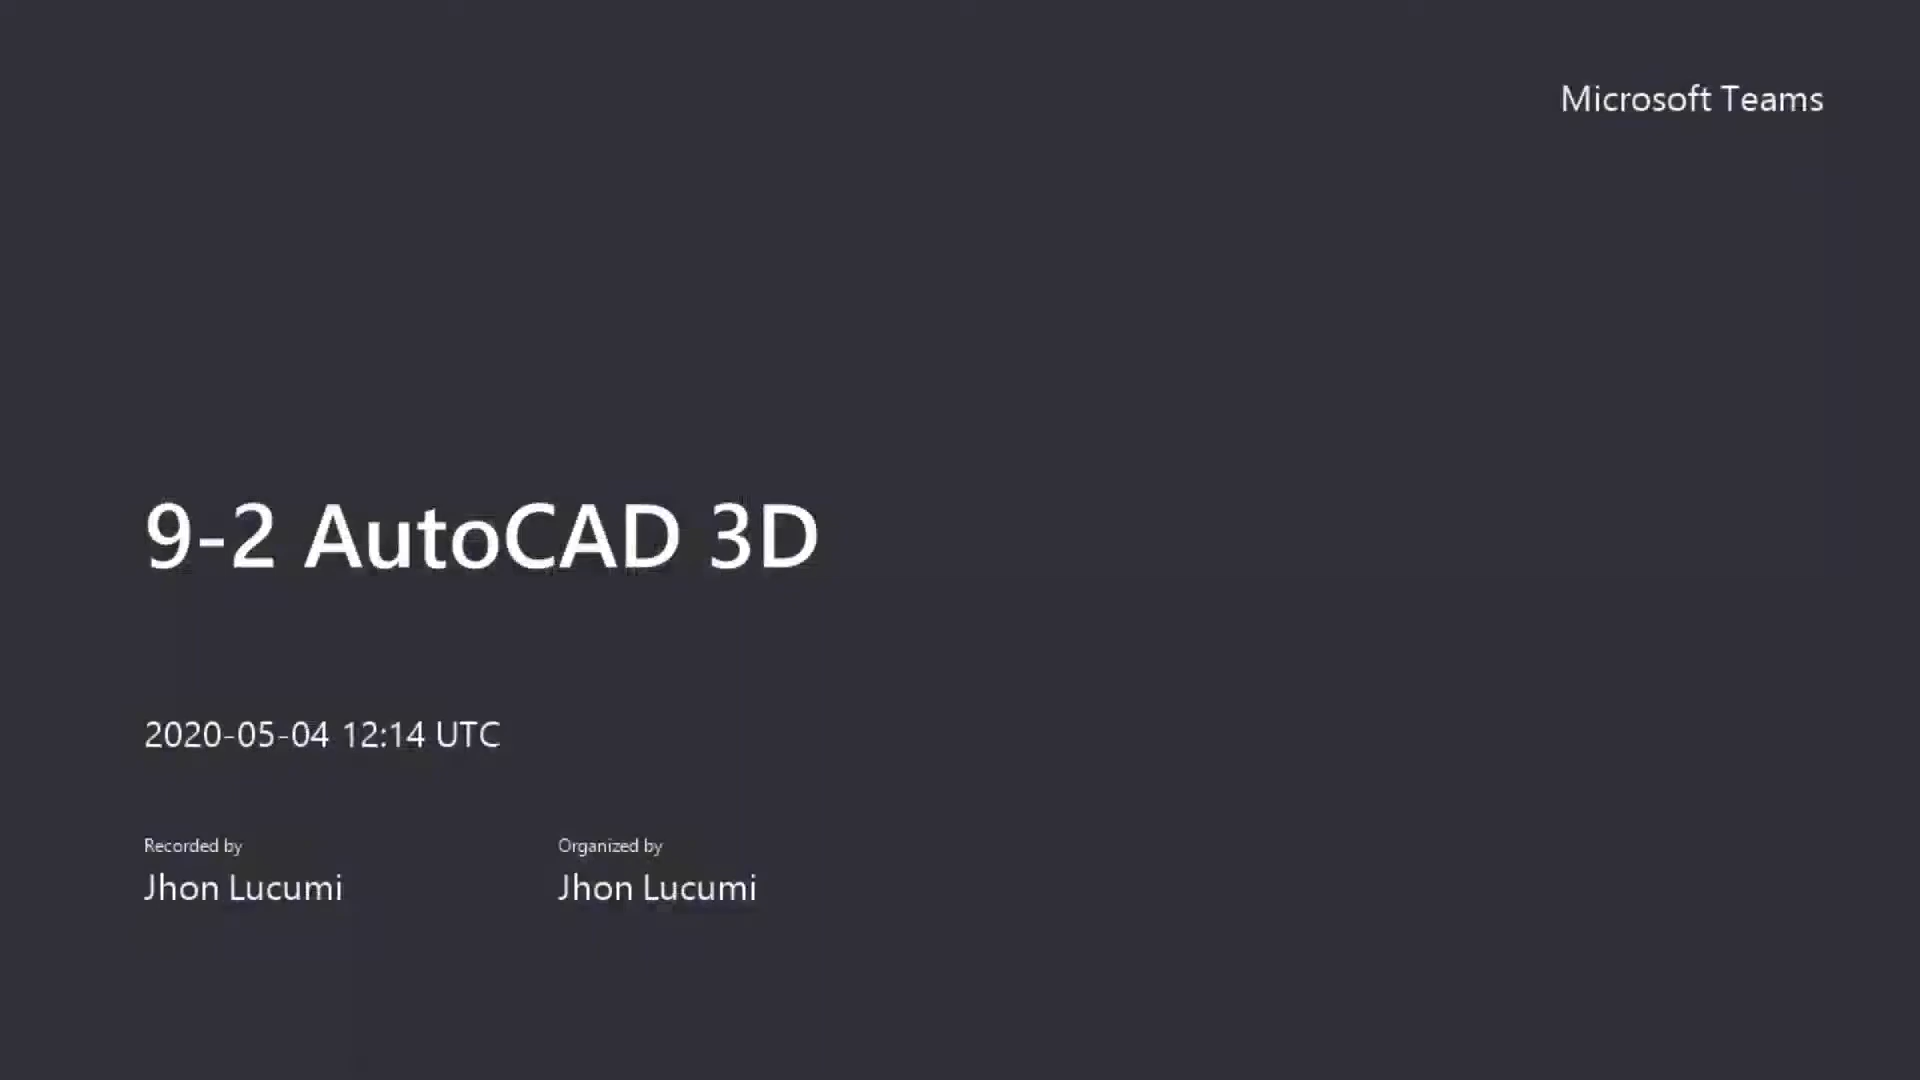 Microsoft Teams
9-2 AutoCAD 3D
2020-05-04 12:14 UTC
Recorded by
Jhon Lucumi
Organized by
Jhon Lucumi